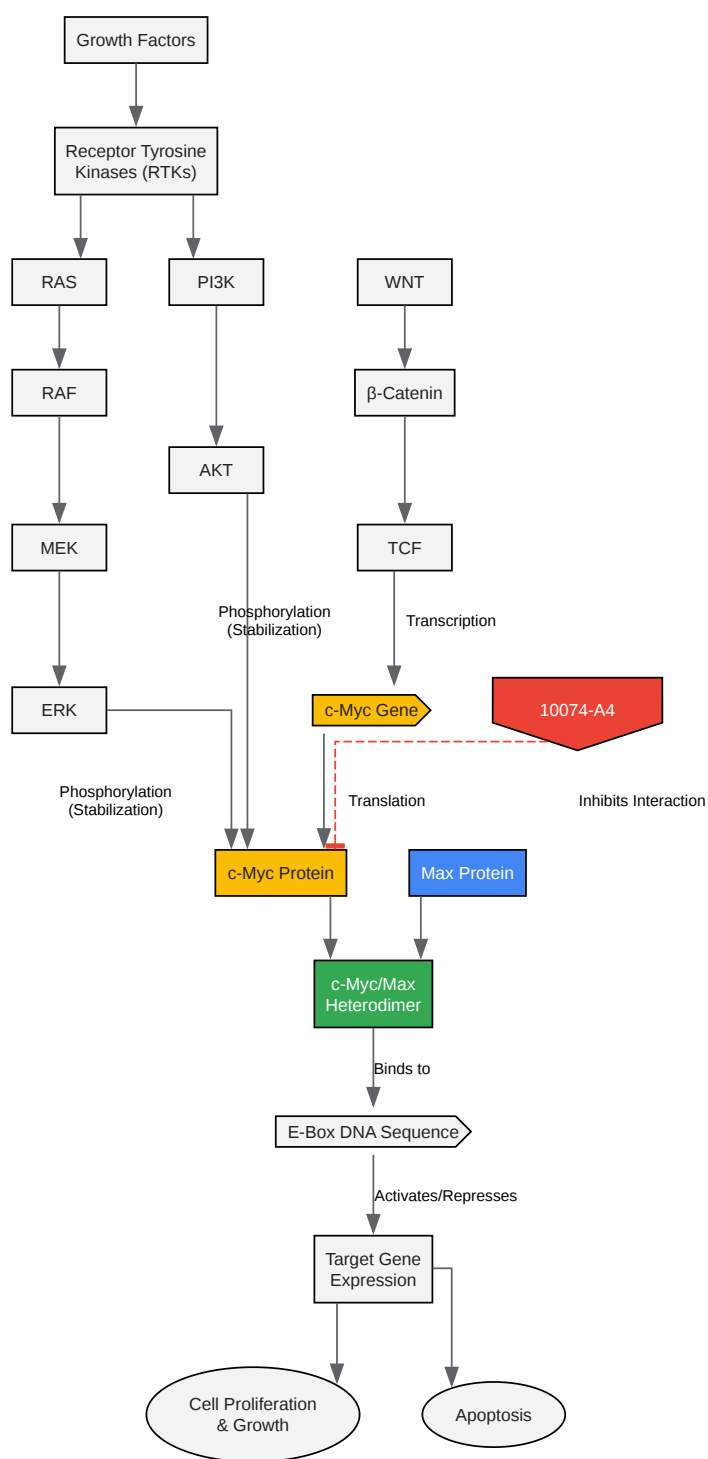 Growth Factors
Receptor Tyrosine
Kinases (RTKs)
RAS
PI3K
WNT
RAF
β-Catenin
AKT
MEK
TCF
Phosphorylation
(Stabilization)
Transcription
ERK
c-Myc Gene
10074-A4
Phosphorylation
(Stabilization)
Translation
Inhibits Interaction
c-Myc Protein
Max Protein
c-Myc/Max
Heterodimer
Binds to
E-Box DNA Sequence
Activates/Represses
Target Gene
Expression
Cell Proliferation
& Growth
Apoptosis